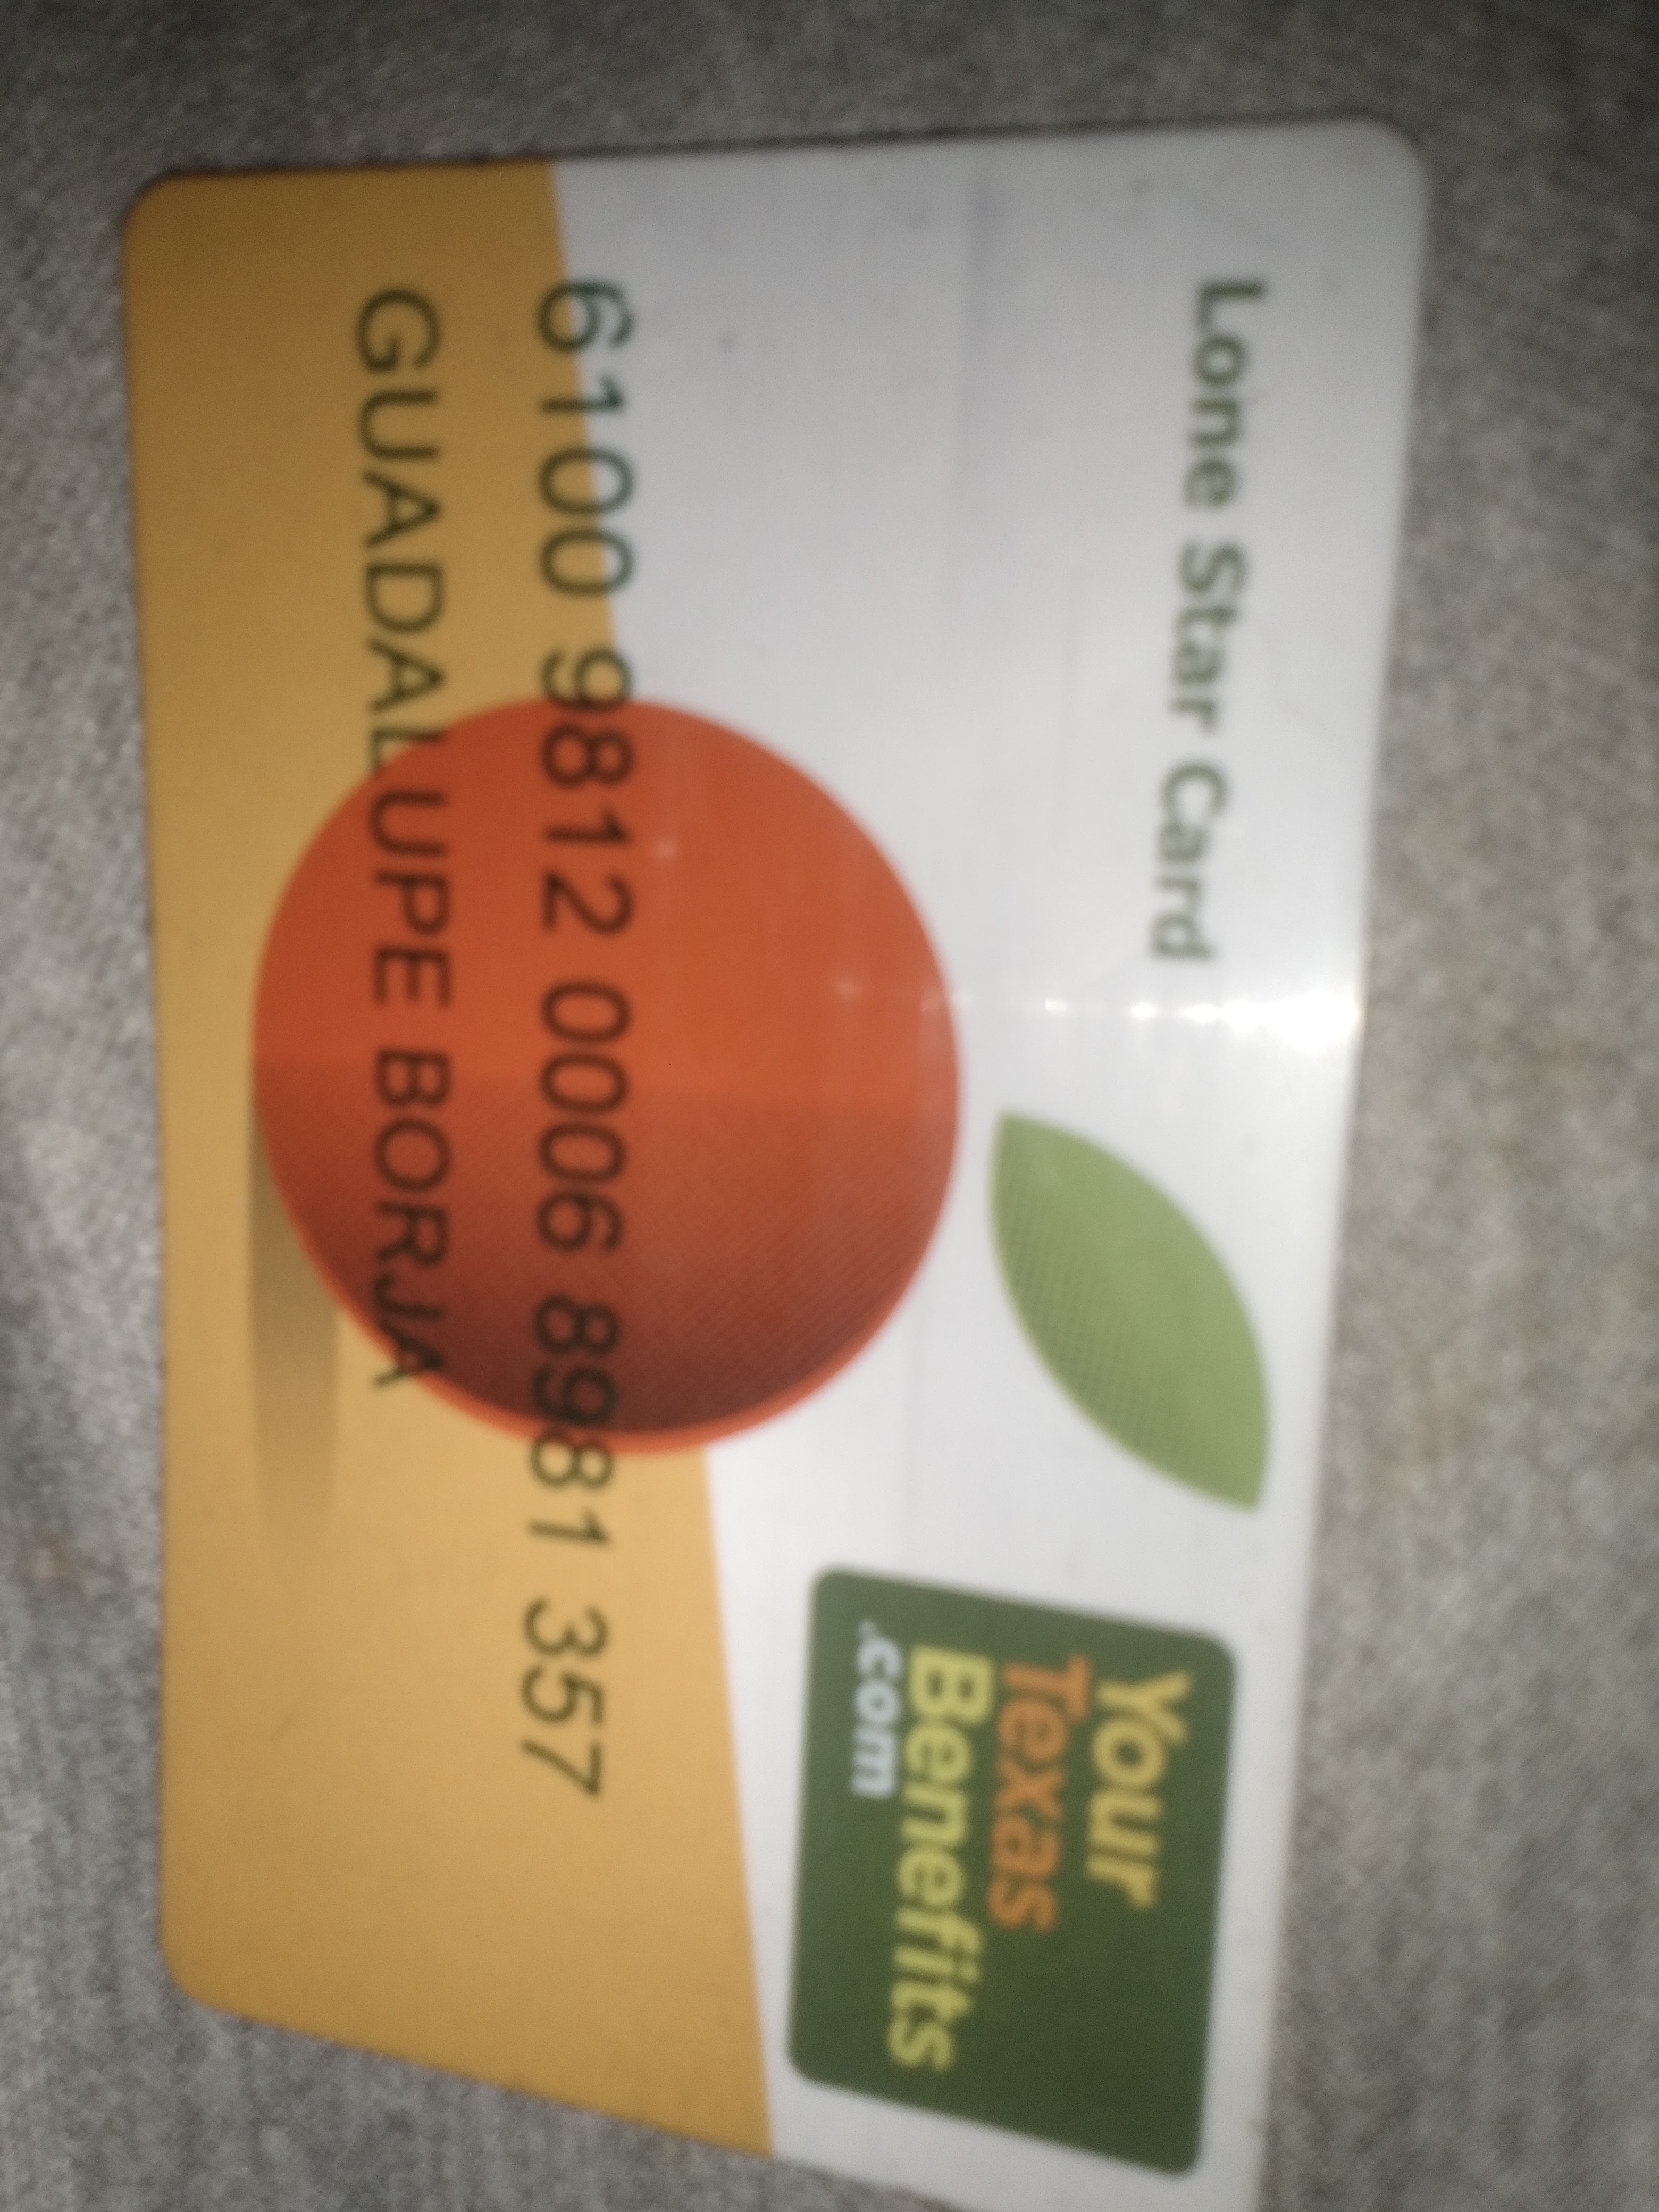 Lone Star Card
Your
Texas
Benefits
.com
6100 9812 0006 8981 357
GUADALUPE BORJA